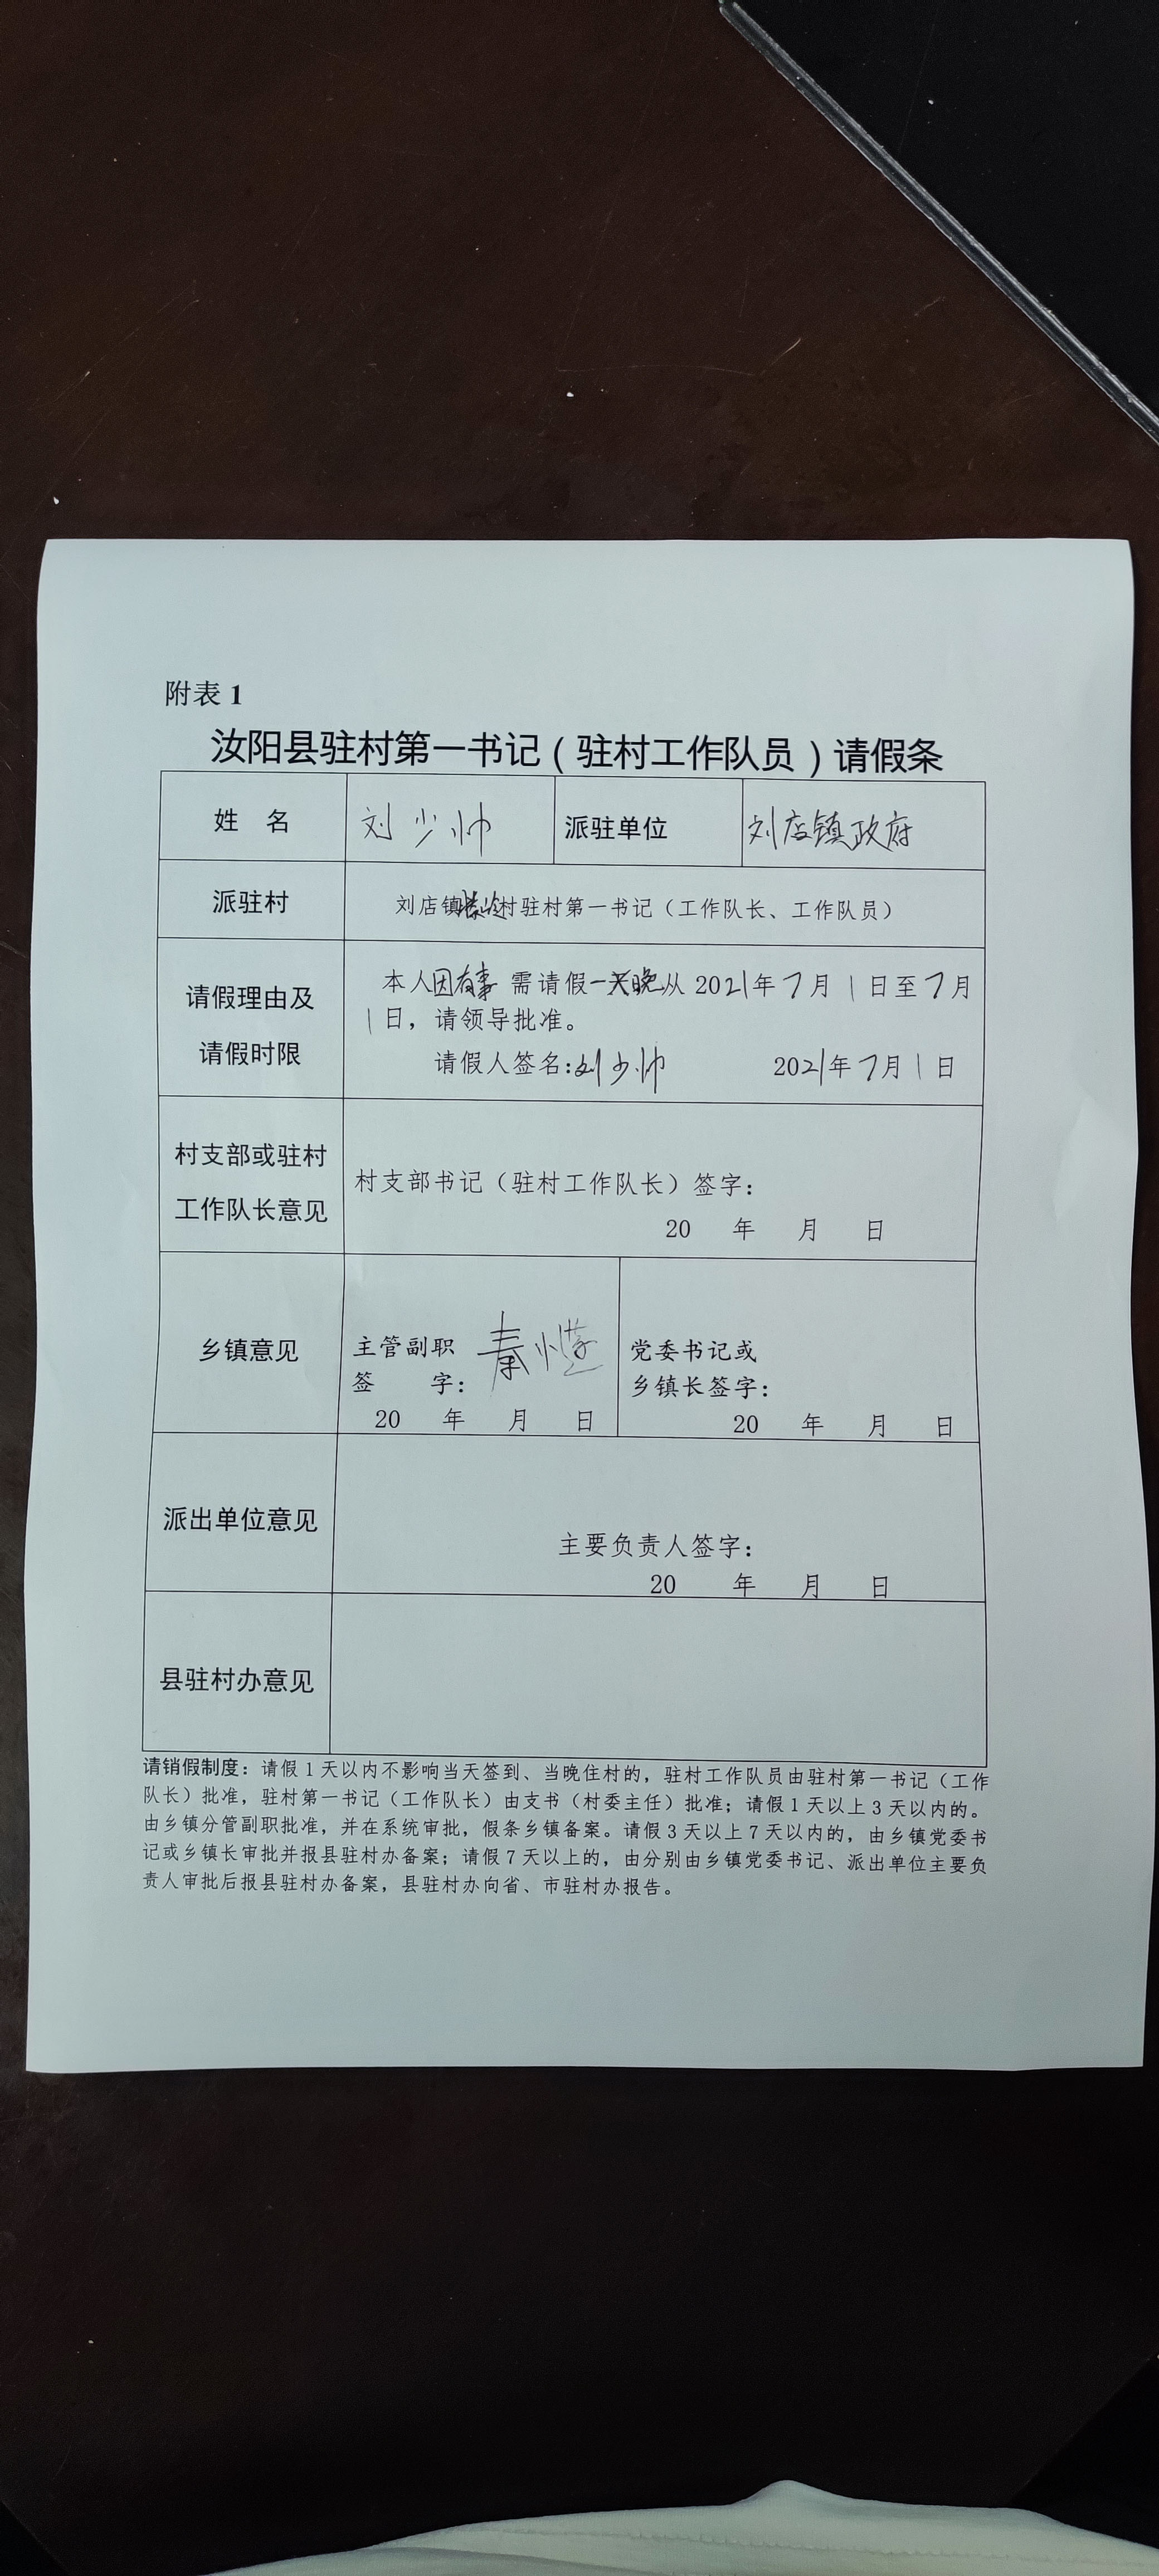 附表 1
汝阳县驻村第一书记（驻村工作队员）请假条
姓 名 刘少帅 派驻单位 刘店镇政府
派驻村 刘店镇 村驻村第一书记（工作队长、工作队员）
请假理由及
请假时限
本人因有事 需请假一天晚从 2021年7月1日至7月
1日，请领导批准。
请假人签名：刘少帅 2021年7月1日
村支部或驻村
工作队长意见
村支部书记（驻村工作队长）签字：
20 年 月 日
乡镇意见
主管副职
签 字：秦
20 年 月 日
党委书记或
乡镇长签字：
20 年 月 日
派出单位意见
主要负责人签字：
20 年 月 日
县驻村办意见
请销假制度：请假1天以内不影响当天签到、当晚住村的，驻村工作队员由驻村第一书记（工作
队长）批准，驻村第一书记（工作队长）由支书（村委主任）批准；请假1天以上3天以内的。
由乡镇分管副职批准，并在系统审批，假条乡镇备案。请假3天以上7天以内的，由乡镇党委书
记或乡镇长审批并报县驻村办备案；请假7天以上的，由分别由乡镇党委书记、派出单位主要负
责人审批后报县驻村办备案，县驻村办向省、市驻村办报告。